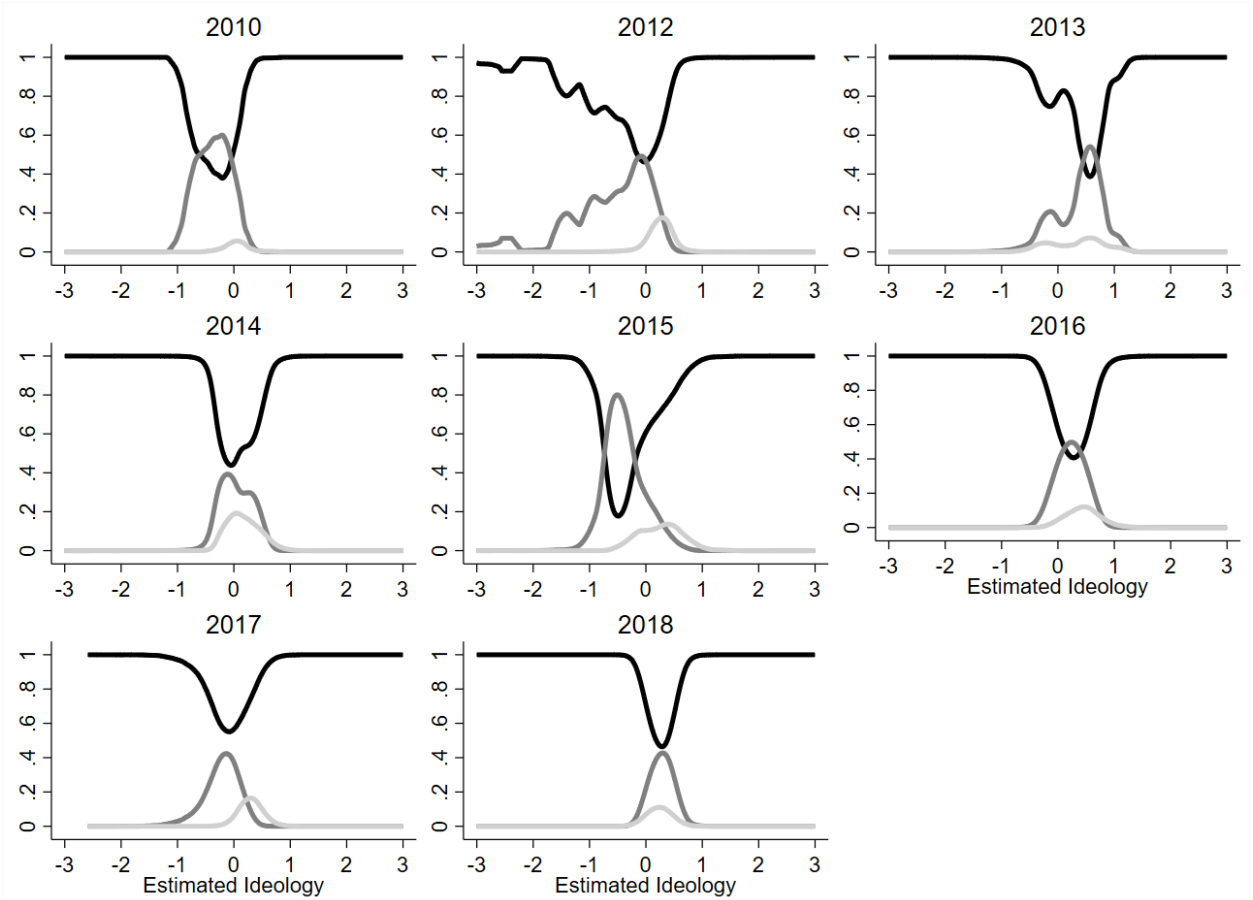 2010 2012 2013
1 1 1
.8 .8 .8
.6 .6 .6
.4 .4 .4
.2 .2 .2
0 0 0
-3 -2 -1 0 1 2 3 -3 -2 -1 0 1 2 3 -3 -2 -1 0 1 2 3
2014 2015 2016
1 1 1
.8 .8 .8
.6 .6 .6
.4 .4 .4
.2 .2 .2
0 0 0
-3 -2 -1 0 1 2 3 -3 -2 -1 0 1 2 3 -3 -2 -1 0 1 2 3
Estimated Ideology
2017 2018
1 1
.8 .8
.6 .6
.4 .4
.2 .2
0 0
-3 -2 -1 0 1 2 3 -3 -2 -1 0 1 2 3
Estimated Ideology Estimated Ideology